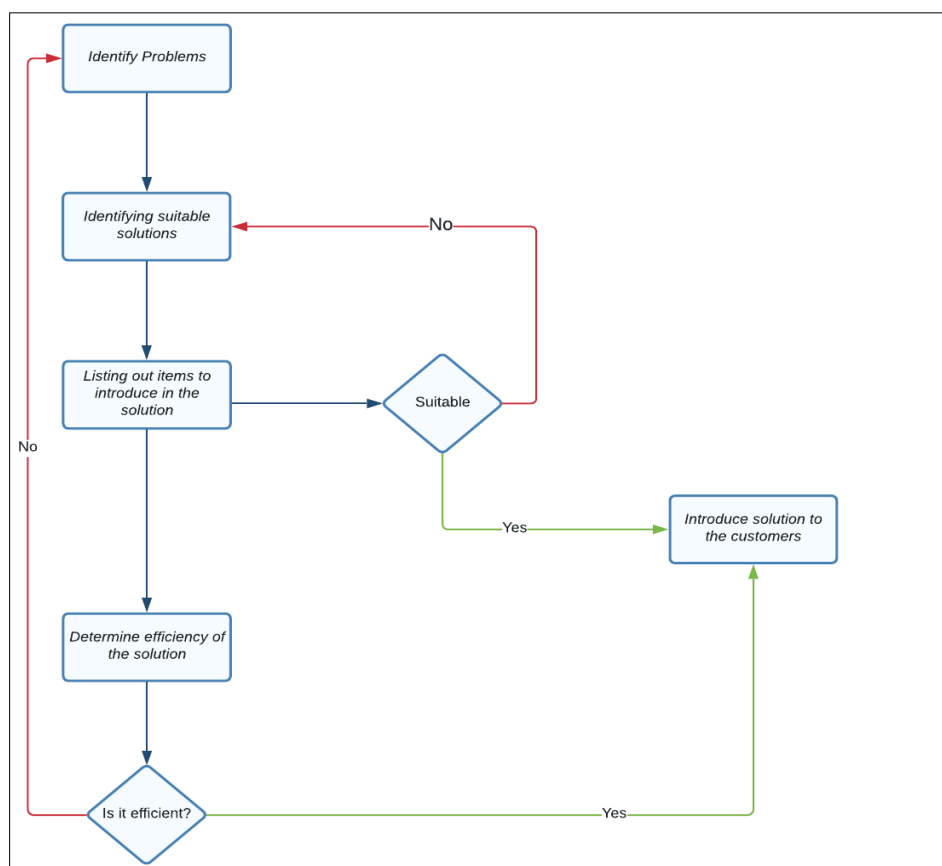 Identify Problems
Identifying suitable
solutions
No
Listing out items to
introduce in the
solution
Suitable
No
Yes
Introduce solution to
the customers
Determine efficiency of
the solution
Is it efficient?
Yes